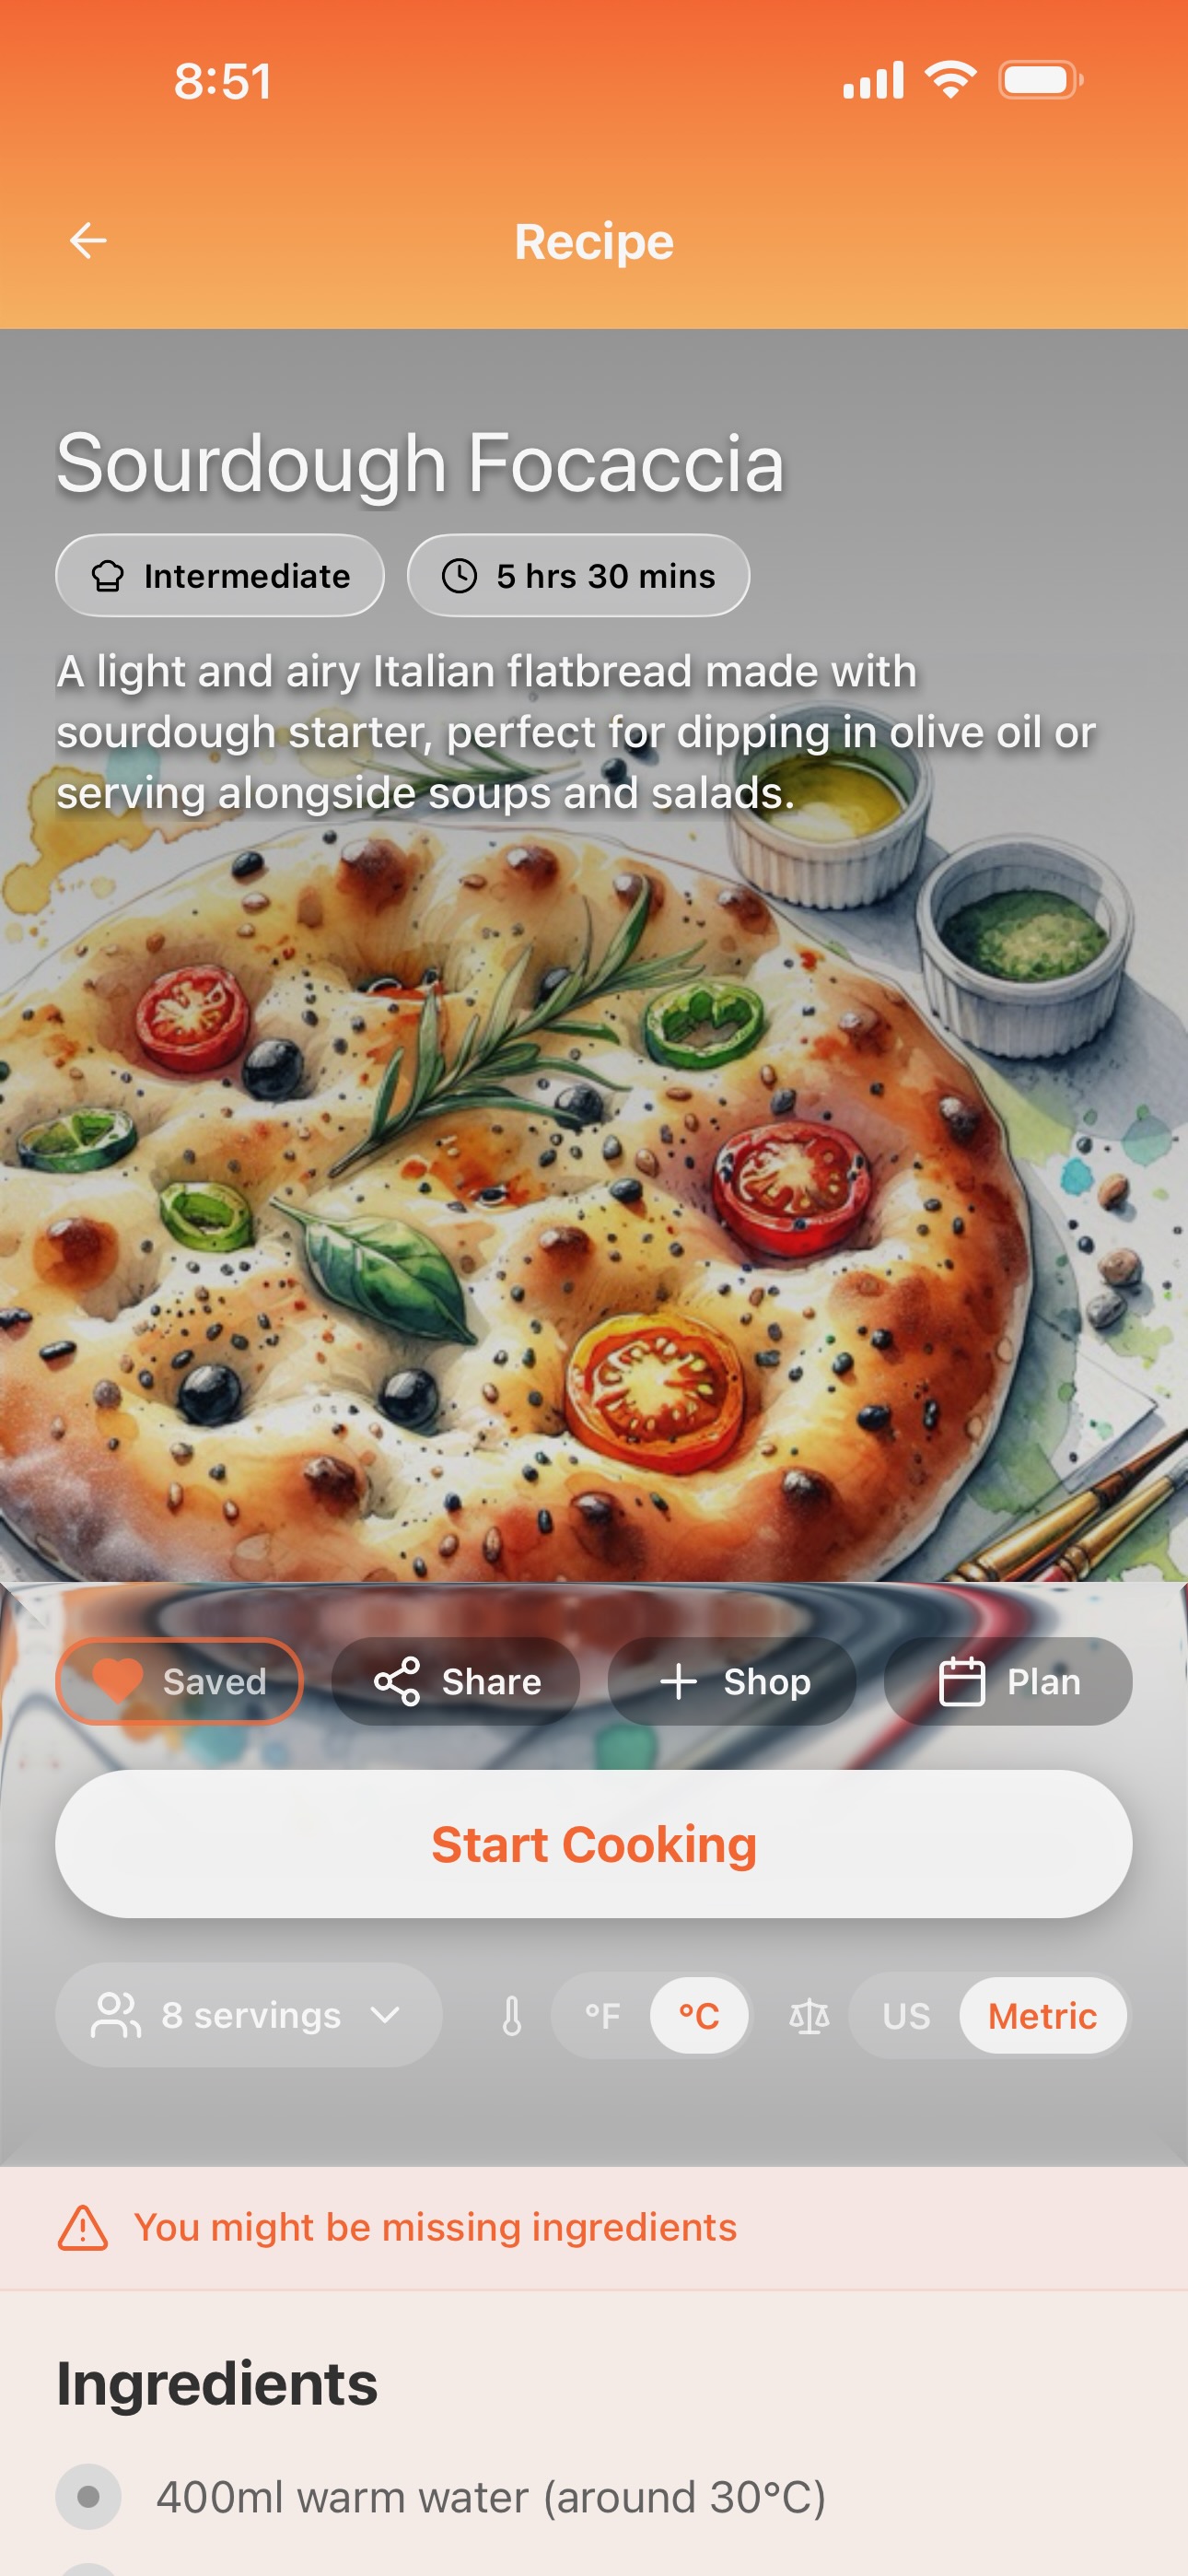 8:51
Recipe
Sourdough Focaccia
Intermediate
5 hrs 30 mins
A light and airy Italian flatbread made with
sourdough starter, perfect for dipping in olive oil or
serving alongside soups and salads.
Saved
Share
Shop
Plan
Start Cooking
8 servings
°F
°C
US
Metric
You might be missing ingredients
Ingredients
400ml warm water (around 30°C)